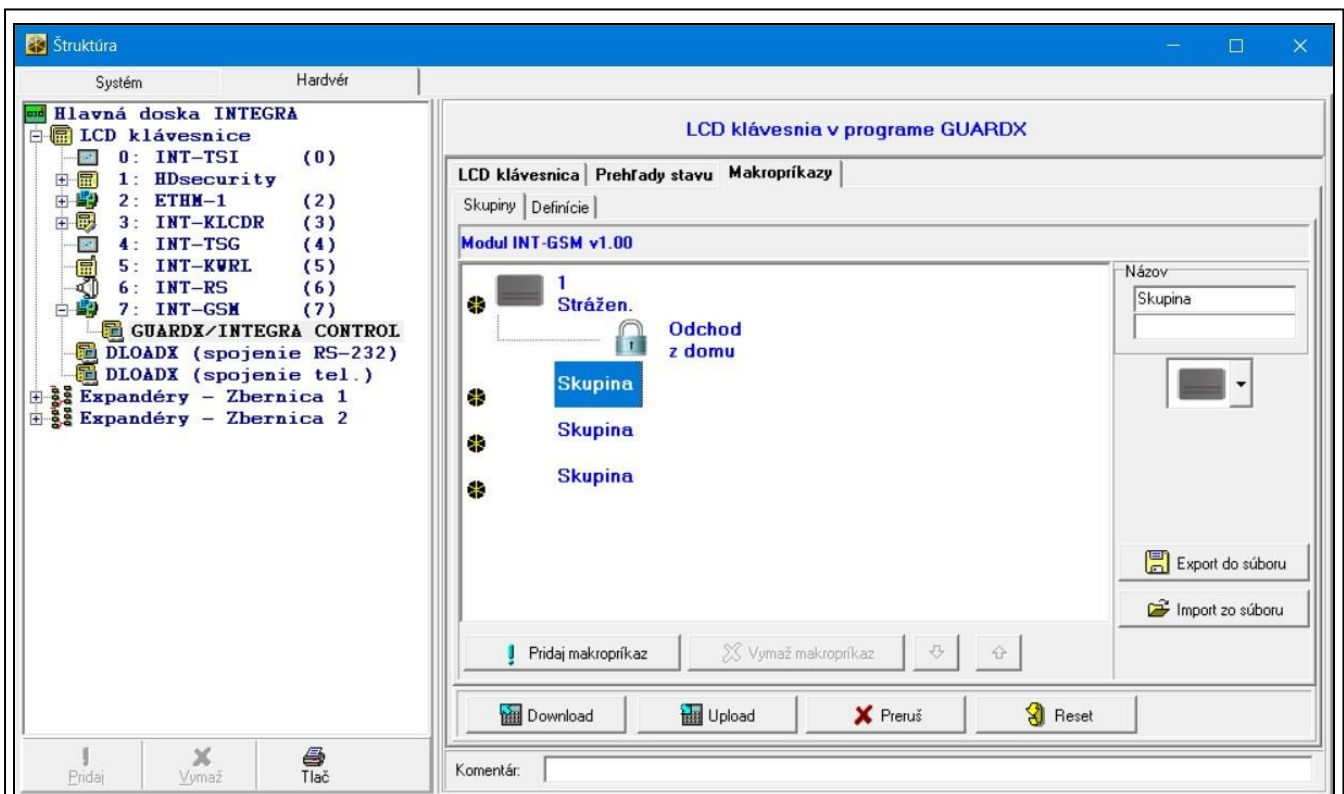 Štruktúra
Systém
Hardvér
Hlavná doska INTEGRA
LCD klávesnice
0: INT-TSI (0)
1: HDsecurity
2: ETHM-1 (2)
3: INT-KLCDR (3)
4: INT-TSG (4)
5: INT-KWRL (5)
6: INT-RS (6)
7: INT-GSM (7)
GUARDX/INTEGRA CONTROL
DLOADX (spojenie RS-232)
DLOADX (spojenie tel.)
Expandéry - Zbernica 1
Expandéry - Zbernica 2
Pridaj
Vymaž
Tlač
LCD klávesnia v programe GUARDX
LCD klávesnica
Prehľady stavu
Makropríkazy
Skupiny
Definície
Modul INT-GSM v1.00
1
Strážen.
Odchod
z domu
Skupina
Skupina
Skupina
Názov
Skupina
Export do súboru
Import zo súboru
Pridaj makropríkaz
Vymaž makropríkaz
Download
Upload
Preruš
Reset
Komentár: